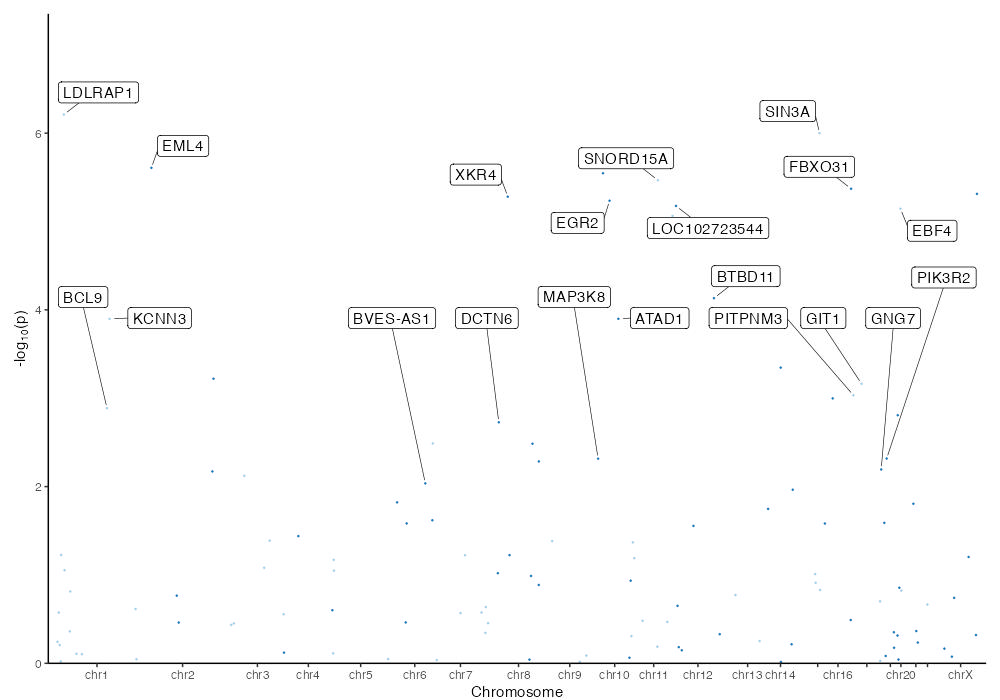 LDLRAP1
SIN3A
6
EML4
SNORD15A
FBXO31
XKR4
EGR2
LOC102723544
EBF4
BTBD11
PIK3R2
BCL9
MAP3K8
4
KCNN3
BVES-AS1
DCTN6
ATAD1
PITPNM3
GIT1
GNG7
-log10(p)
2
0
chr1 chr2 chr3 chr4 chr5 chr6 chr7 chr8 chr9 chr10 chr11 chr12 chr13 chr14 chr16 chr20 chrX
Chromosome